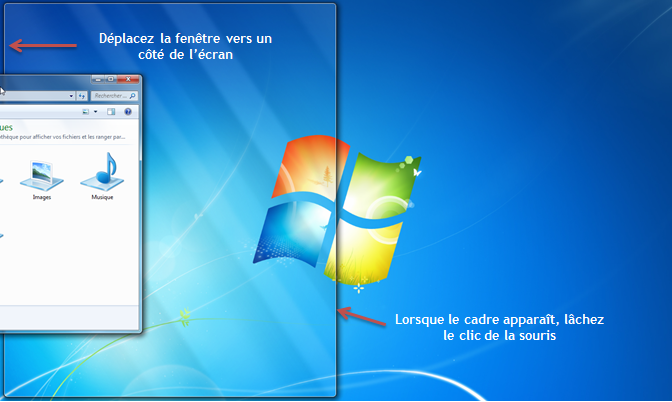 Déplacez la fenêtre vers un
côté de l'écran
Rechercher...
ues
othèque pour afficher vos fichiers et les ranger par...
Images
Musique
Lorsque le cadre apparaît, lâchez
le clic de la souris